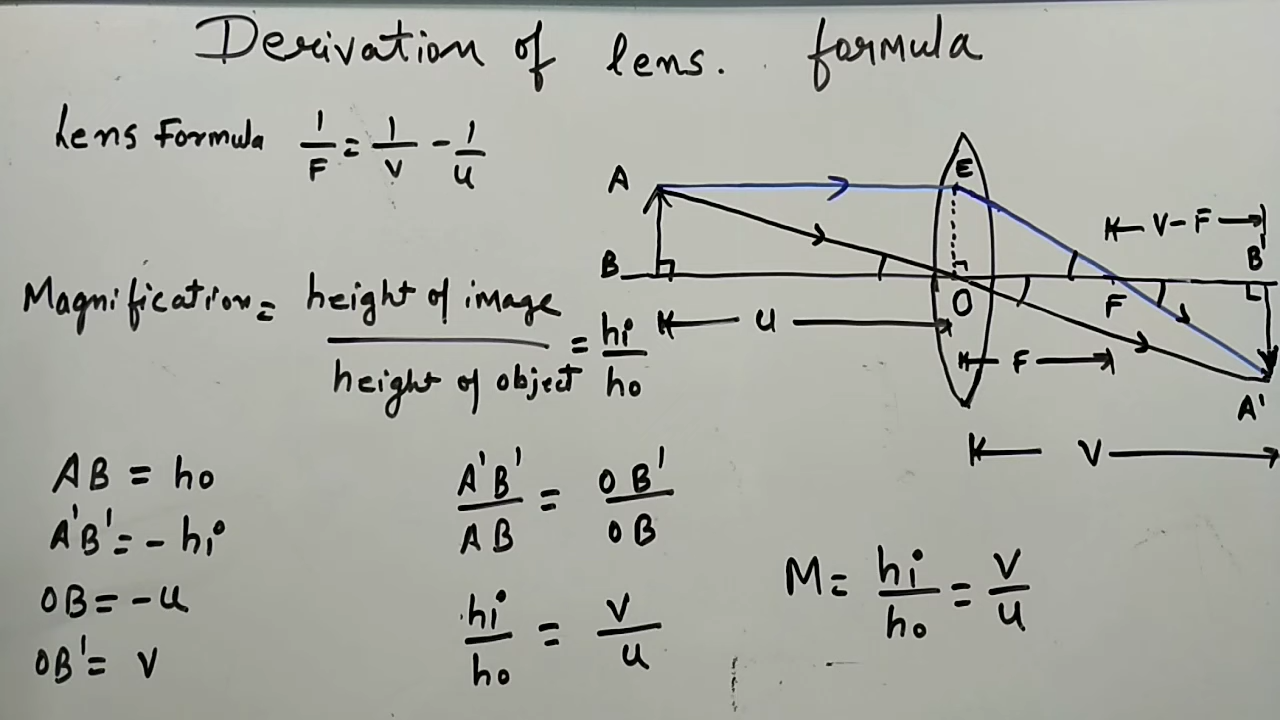 Derivation of lens. formula
Lens Formula 1/F = 1/V - 1/u
A
E
V-F
B
B'
O
F
Magnification = height of image / height of object = hi/ho
u
F
A'
V
AB = ho
A'B' = - hi
OB = -u
OB' = V
A'B'/AB = OB'/OB
hi/ho = V/u
M = hi/ho = V/u